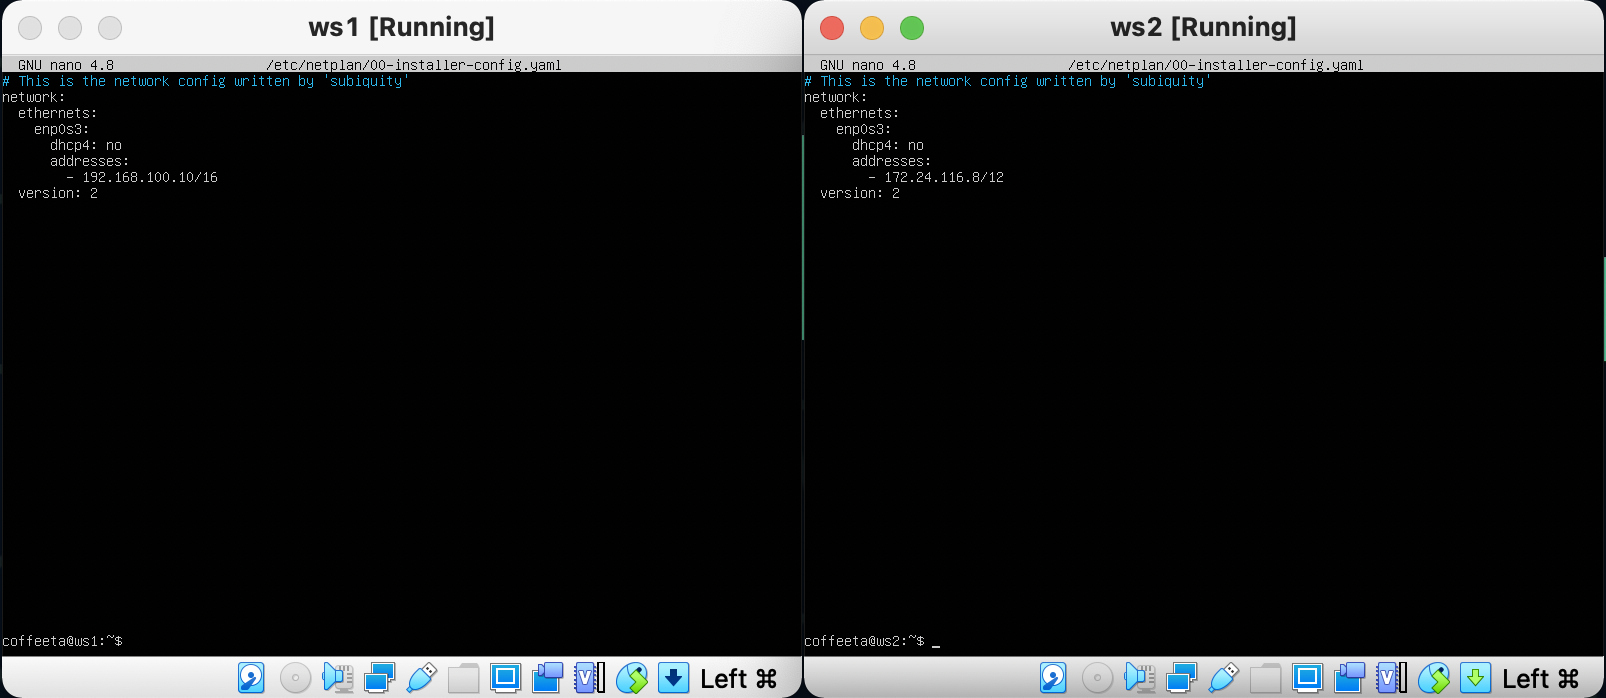 ws1 [Running]
GNU nano 4.8 /etc/netplan/00-installer-config.yaml
# This is the network config written by 'subiquity'
network:
  ethernets:
    enp0s3:
      dhcp4: no
      addresses:
        - 192.168.100.10/16
  version: 2
coffeeta@ws1:~$
Left ⌘
ws2 [Running]
GNU nano 4.8 /etc/netplan/00-installer-config.yaml
# This is the network config written by 'subiquity'
network:
  ethernets:
    enp0s3:
      dhcp4: no
      addresses:
        - 172.24.116.8/12
  version: 2
coffeeta@ws2:~$ _
Left ⌘